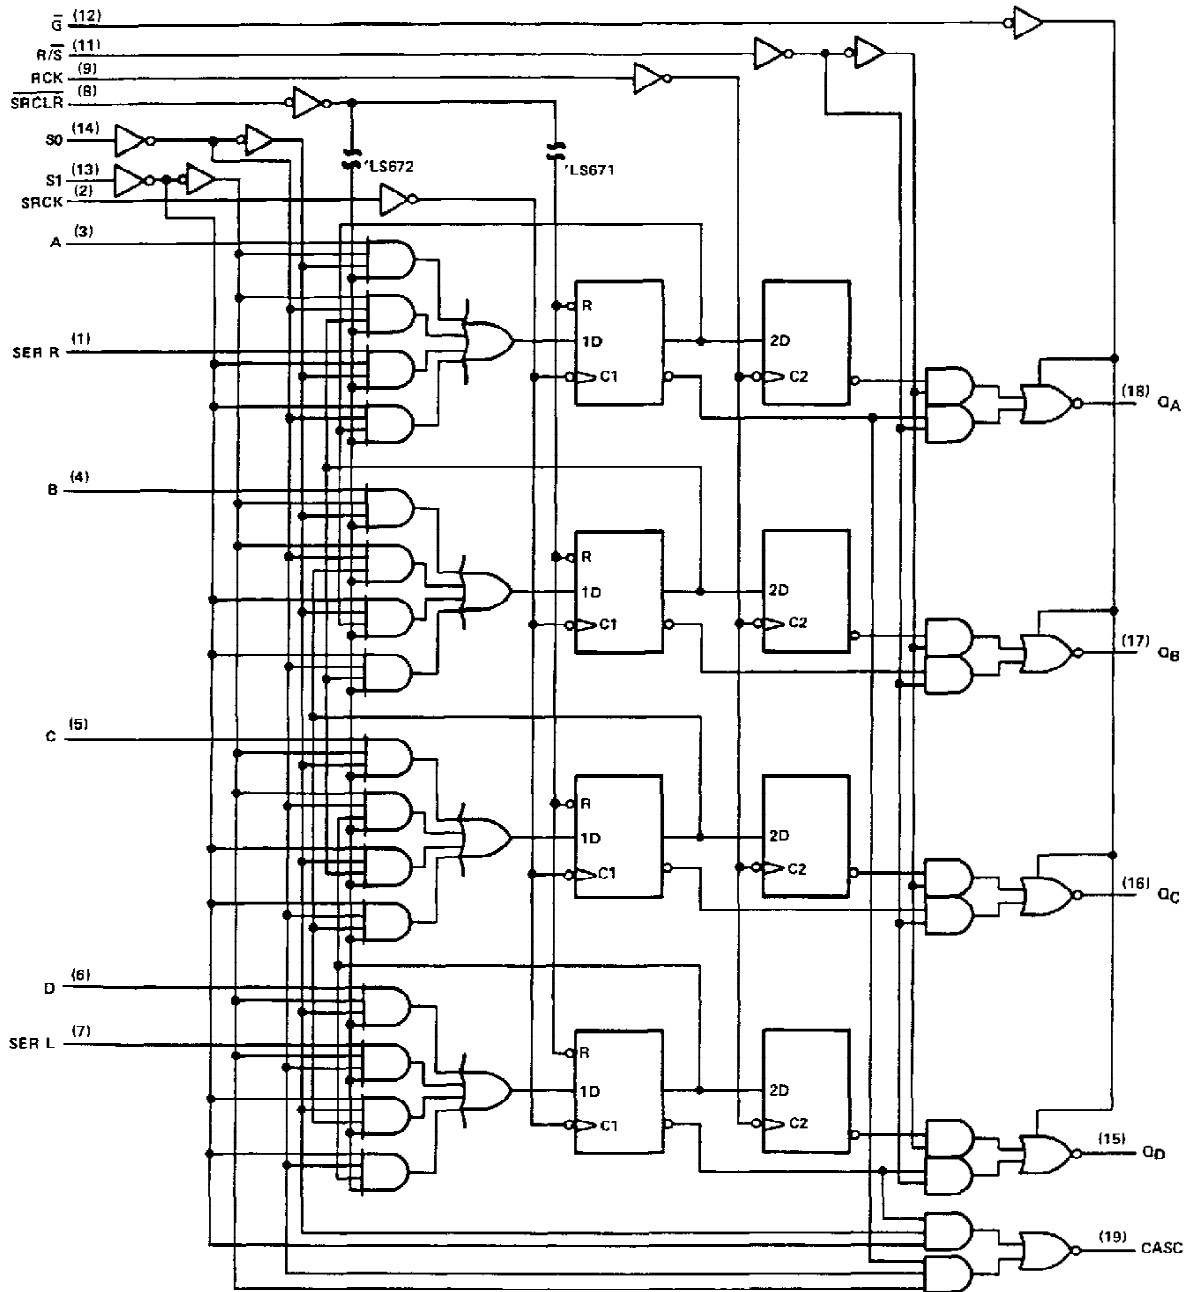 G̅ (12)
R/S̅ (11)
RCK (9)
S̅R̅C̅L̅R̅ (8)
S0 (14)
S1 (13)
SRCK (2)
'LS672
'LS671
A (3)
R
SER R (1)
1D
2D
C1
C2
(18) QA
B (4)
R
1D
2D
C1
C2
(17) QB
C (5)
R
1D
2D
C1
C2
(16) QC
D (6)
SER L (7)
R
1D
2D
C1
C2
(15) QD
(19) CASC